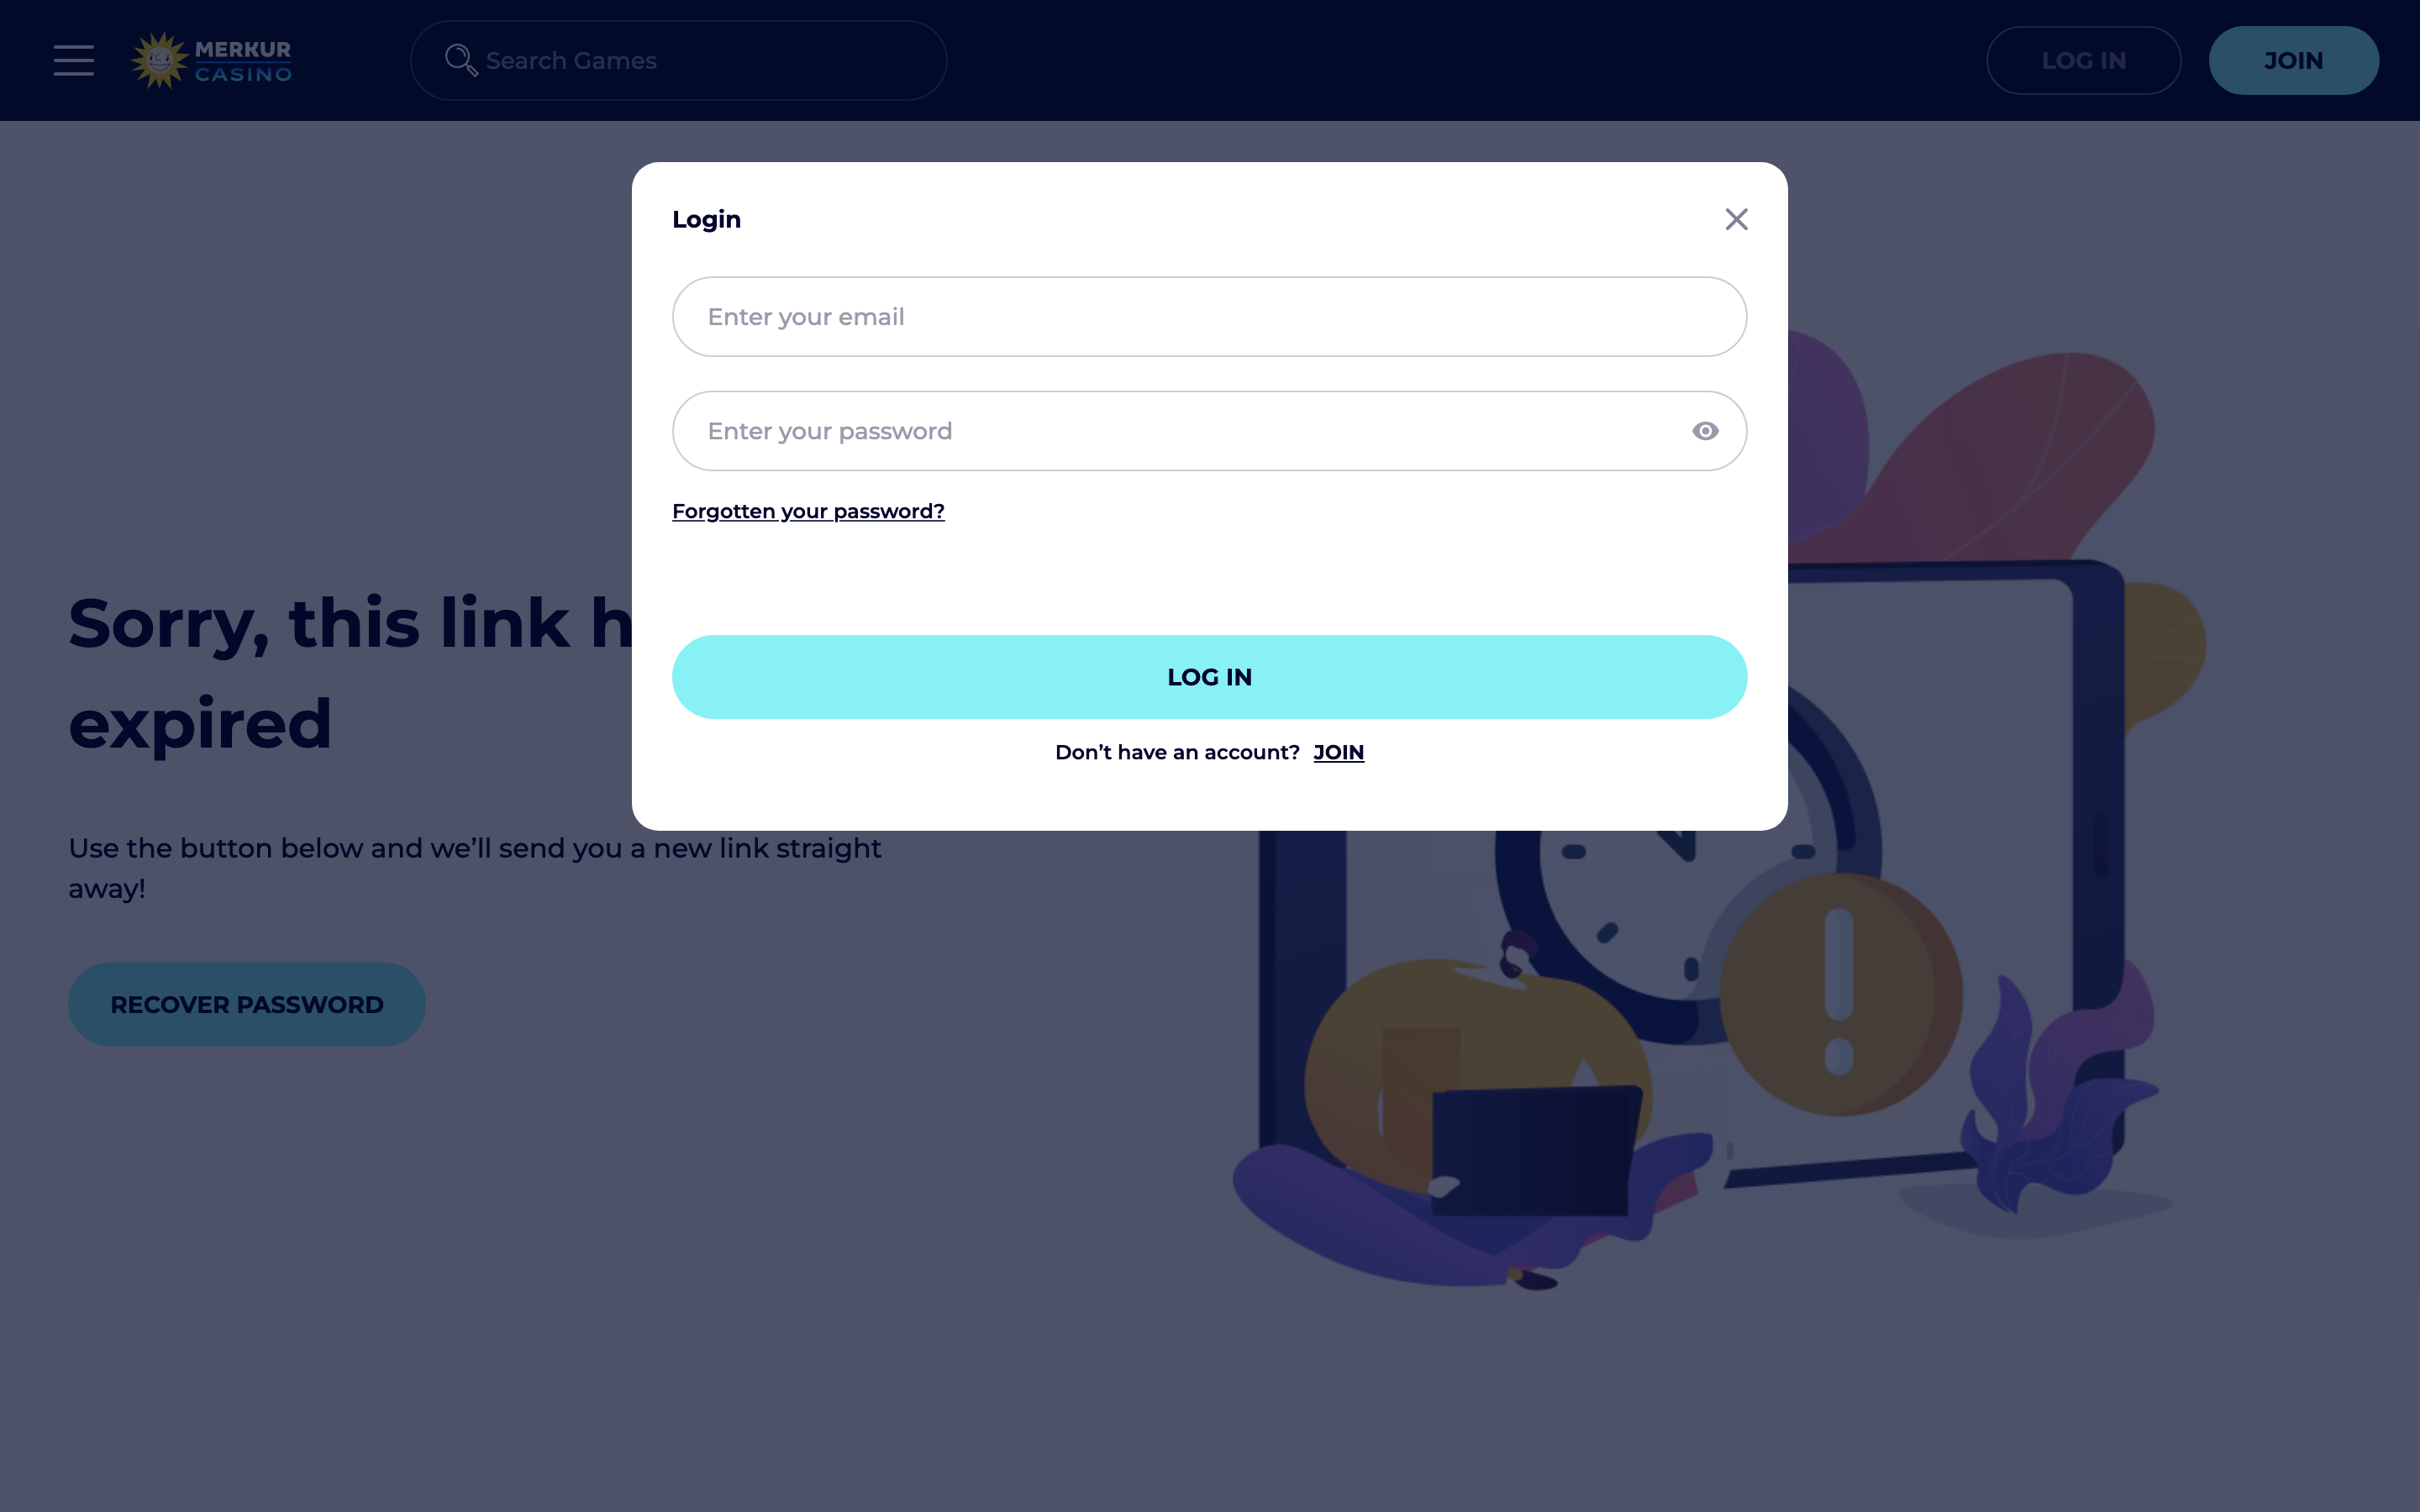 MERKUR
CASINO
Search Games
LOG IN
JOIN
Login
Enter your email
Enter your password
Forgotten your password?
LOG IN
Don’t have an account? JOIN
Sorry, this link h
expired
Use the button below and we’ll send you a new link straight
away!
RECOVER PASSWORD